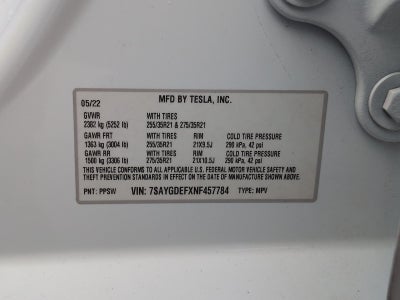 05/22 MFD BY TESLA, INC.
GVWR WITH TIRES
2382 kg (5252 lb) 255/35R21 & 275/35R21
GAWR FRT WITH TIRES RIM COLD TIRE PRESSURE
1363 kg (3004 lb) 255/35R21 21X9.5J 290 kPa, 42 psi
GAWR RR WITH TIRES RIM COLD TIRE PRESSURE
1500 kg (3306 lb) 275/35R21 21X10.5J 290 kPa, 42 psi
THIS VEHICLE CONFORMS TO ALL APPLICABLE U.S. FEDERAL MOTOR VEHICLE SAFETY
AND THEFT PREVENTION STANDARDS IN EFFECT ON THE DATE OF MANUFACTURE SHOWN ABOVE.
PNT: PPSW VIN: 7SAYGDEFXNF457784 TYPE: MPV